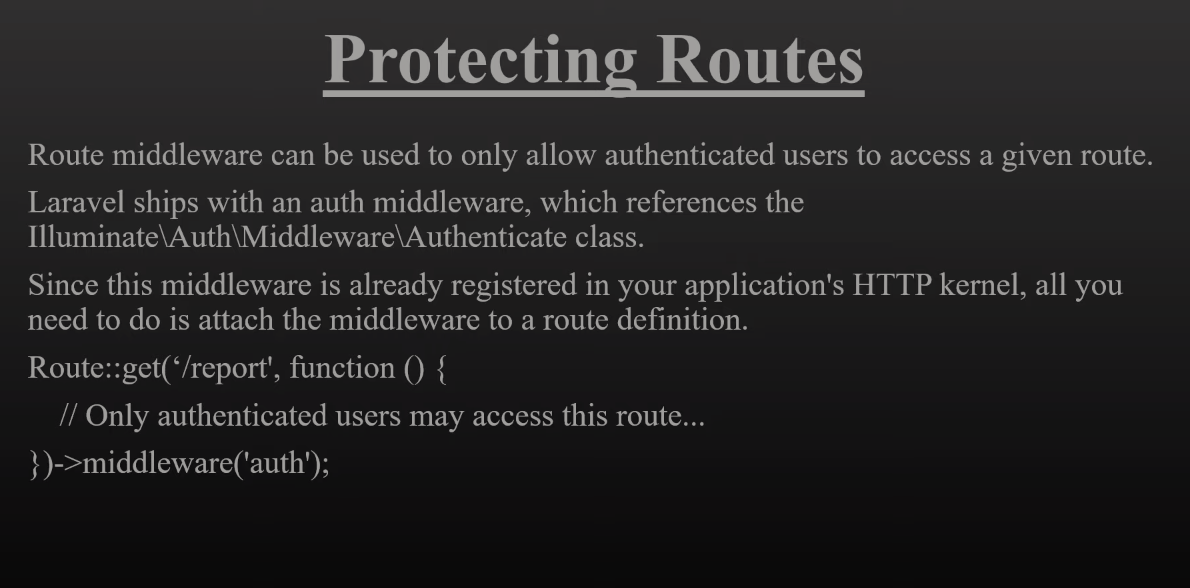 Protecting Routes
Route middleware can be used to only allow authenticated users to access a given route.
Laravel ships with an auth middleware, which references the
Illuminate\Auth\Middleware\Authenticate class.
Since this middleware is already registered in your application's HTTP kernel, all you
need to do is attach the middleware to a route definition.
Route::get(‘/report', function () {
// Only authenticated users may access this route...
})->middleware('auth');